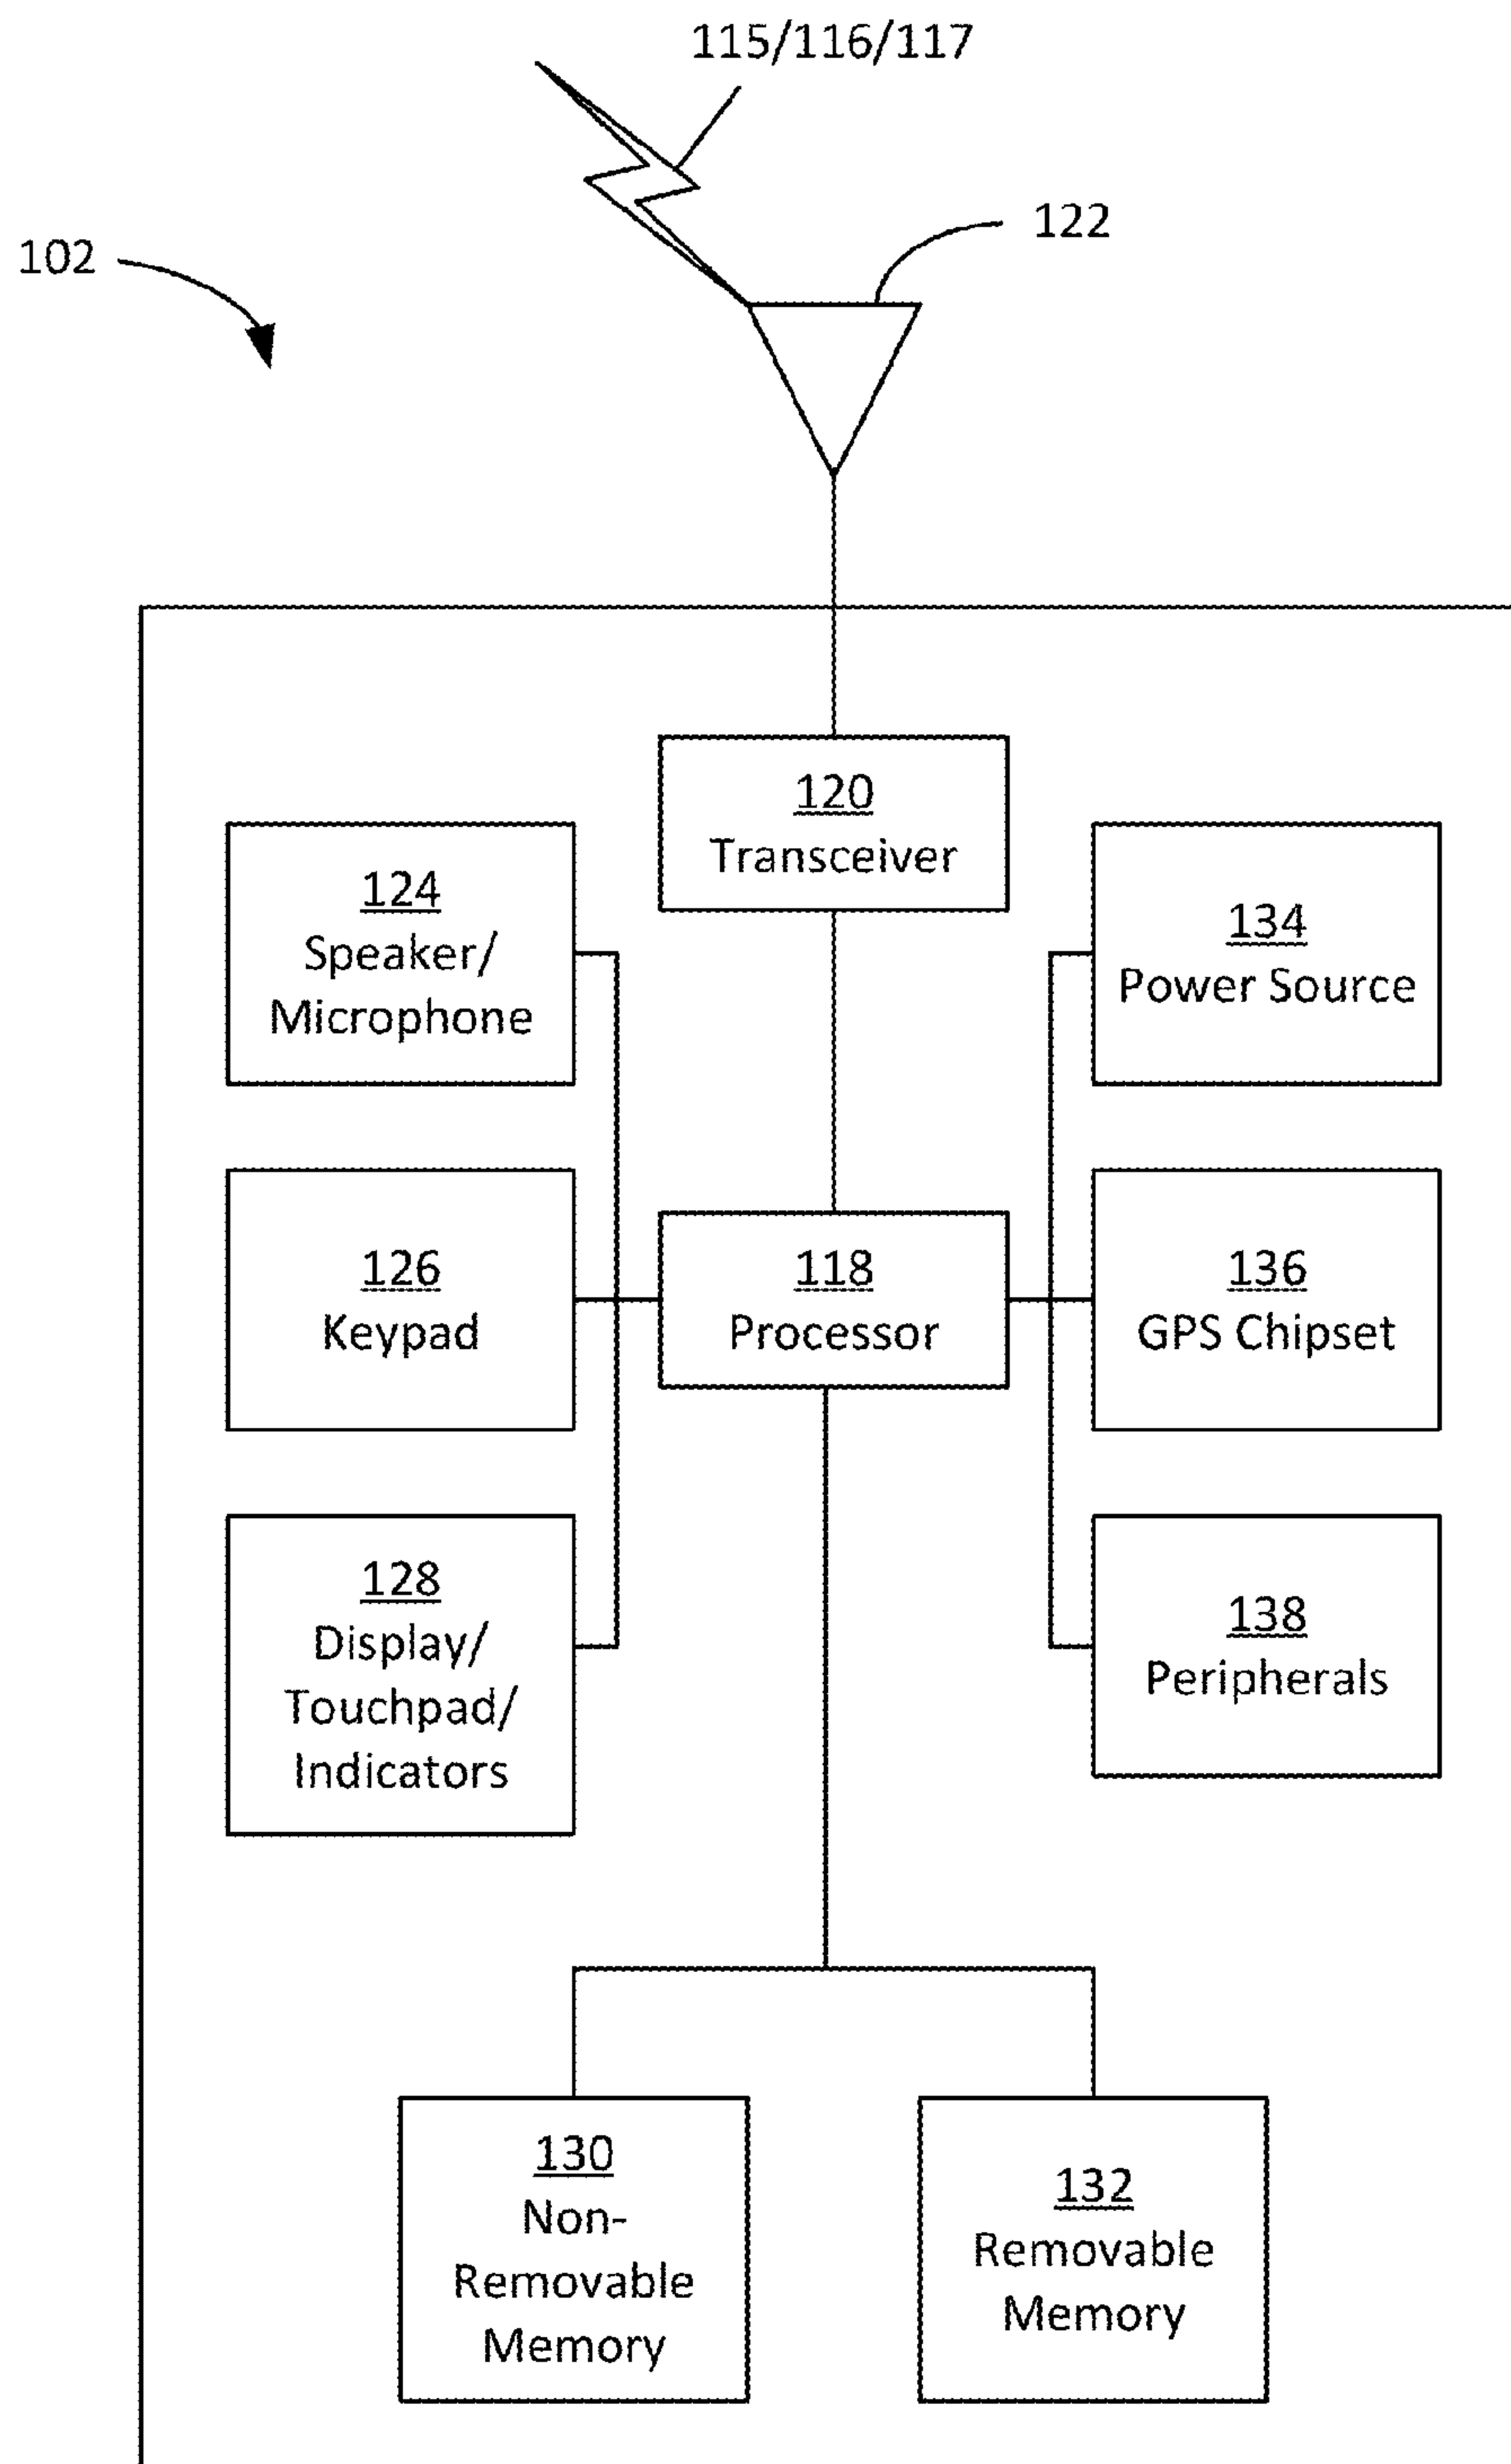 115/116/117
122
102
120
Transceiver
124
Speaker/
Microphone
134
Power Source
126
Keypad
118
Processor
136
GPS Chipset
128
Display/
Touchpad/
Indicators
138
Peripherals
130
Non-
Removable
Memory
132
Removable
Memory